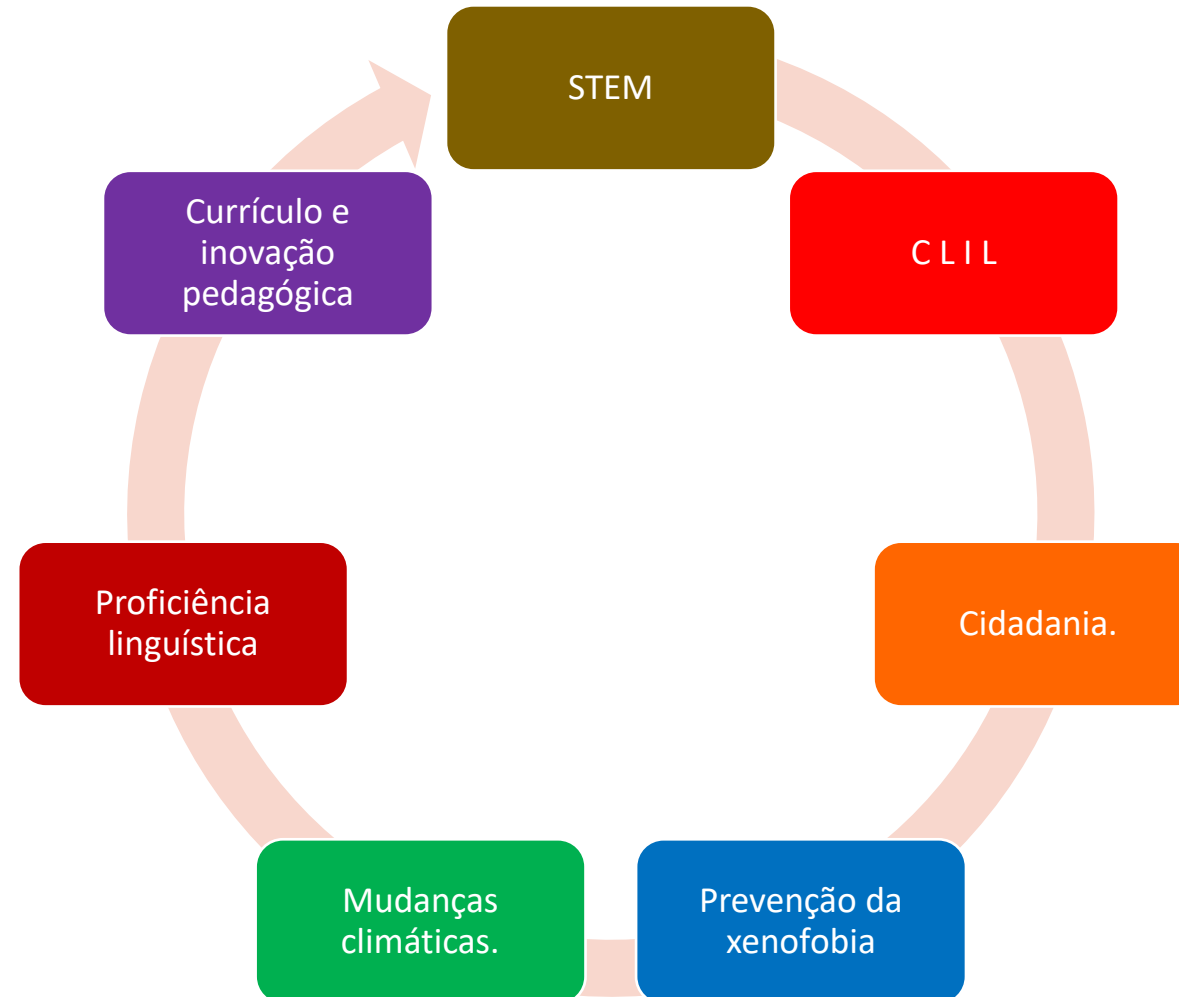 STEM
C L I L
Cidadania.
Prevenção da
xenofobia
Mudanças
climáticas.
Proficiência
linguística
Currículo e
inovação
pedagógica